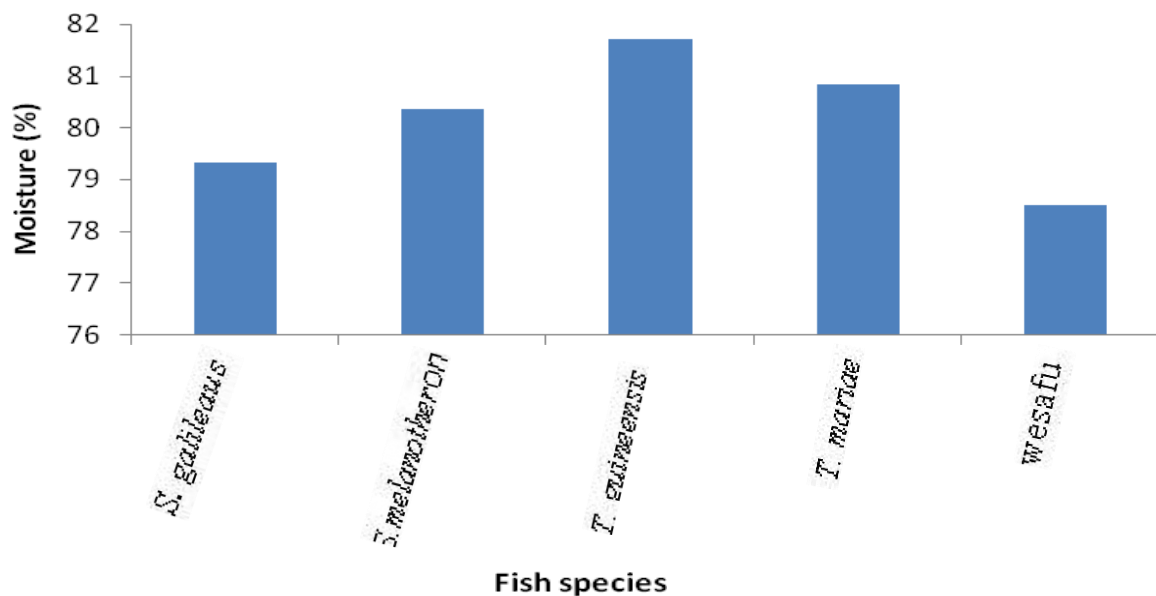 82
81
80
79
78
77
76
Moisture (%)
S. galileaus
S.melanotheron
T. guineensis
T. mariae
wesafu
Fish species